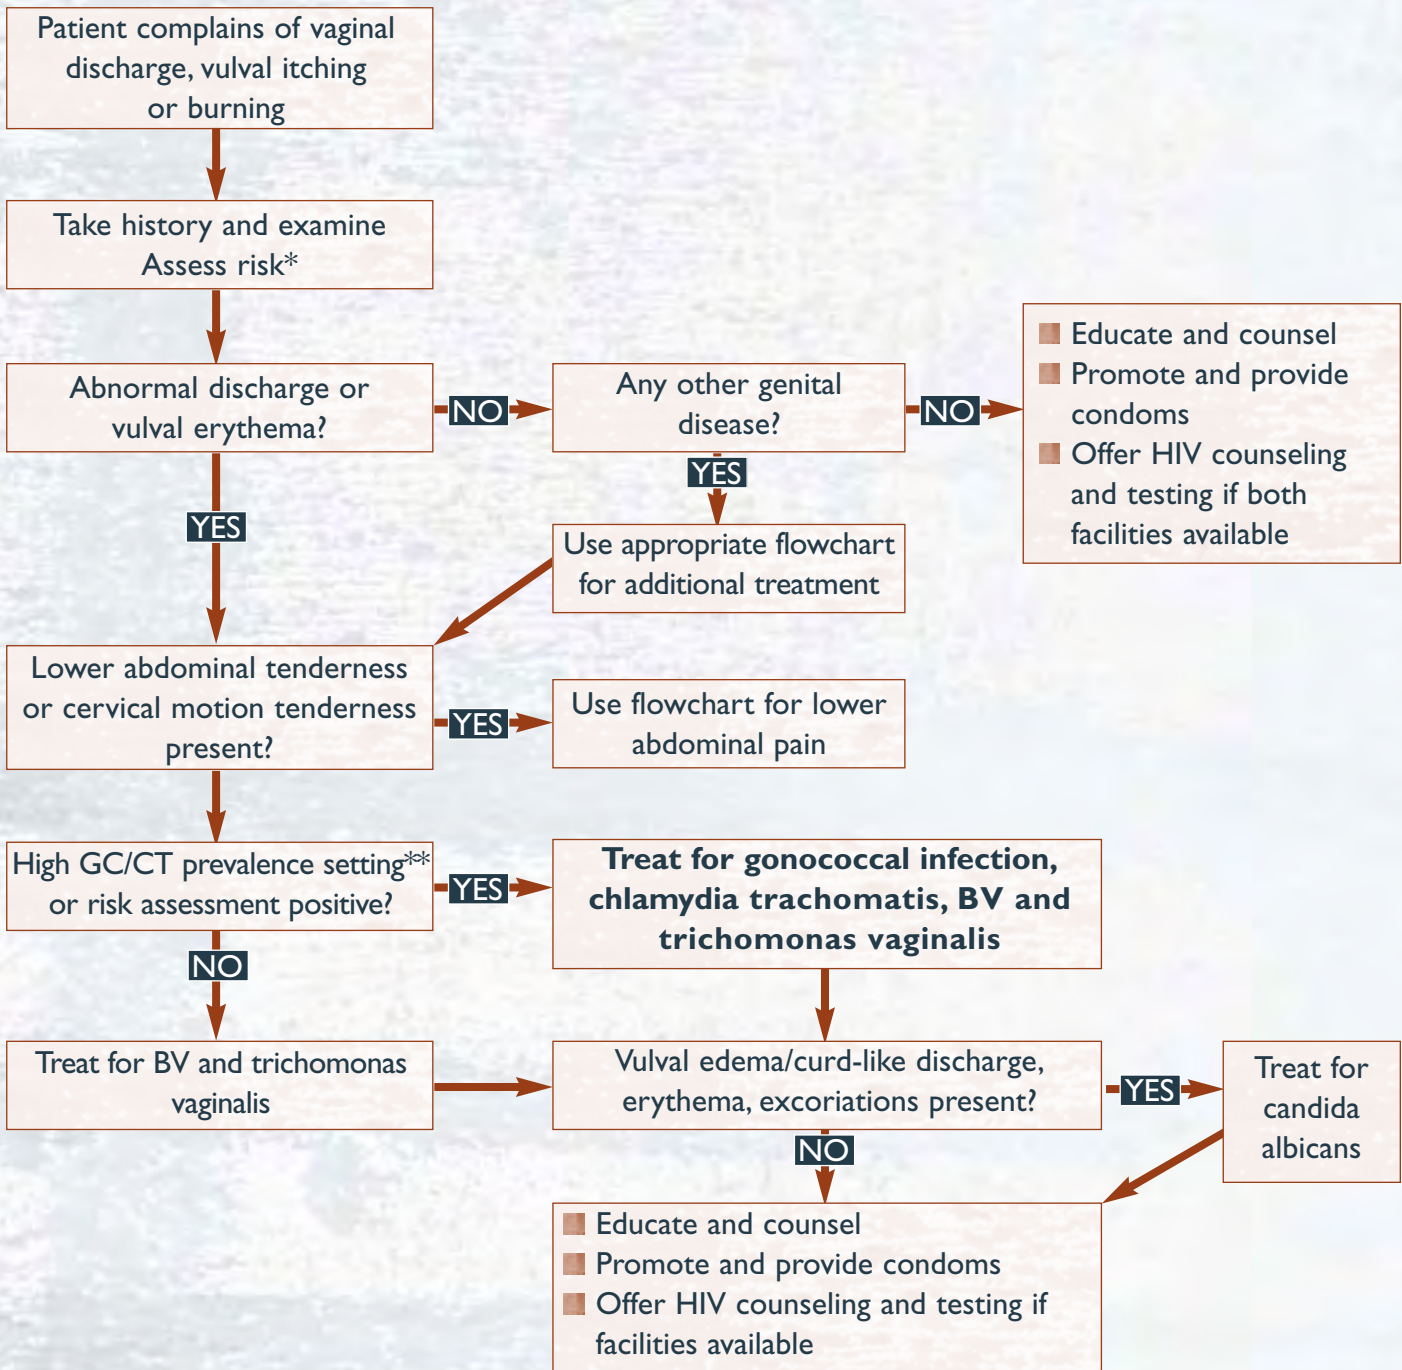 Patient complains of vaginal
discharge, vulval itching
or burning
Take history and examine
Assess risk*
Abnormal discharge or
vulval erythema?
NO
Any other genital
disease?
NO
Educate and counsel
Promote and provide
condoms
Offer HIV counseling
and testing if both
facilities available
YES
YES
Use appropriate flowchart
for additional treatment
Lower abdominal tenderness
or cervical motion tenderness
present?
YES
Use flowchart for lower
abdominal pain
High GC/CT prevalence setting**
or risk assessment positive?
YES
Treat for gonococcal infection,
chlamydia trachomatis, BV and
trichomonas vaginalis
NO
Treat for BV and trichomonas
vaginalis
Vulval edema/curd-like discharge,
erythema, excoriations present?
YES
Treat for
candida
albicans
NO
Educate and counsel
Promote and provide condoms
Offer HIV counseling and testing if
facilities available